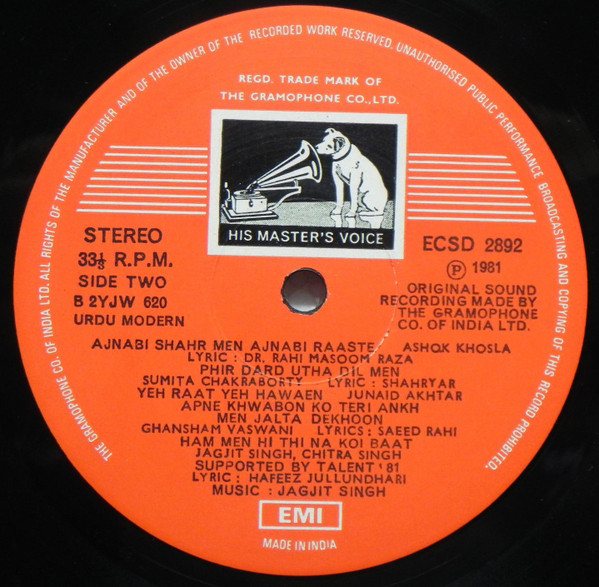 THE GRAMOPHONE CO. OF INDIA LTD. ALL RIGHTS OF THE MANUFACTURER AND OF THE OWNER OF THE RECORDED WORK RESERVED. UNAUTHORISED PUBLIC PERFORMANCE BROADCASTING AND COPYING OF THIS RECORD PROHIBITED.
REGD. TRADE MARK OF
THE GRAMOPHONE CO., LTD.
HIS MASTER'S VOICE
STEREO
33⅓ R.P.M.
SIDE TWO
B 2YJW 620
URDU MODERN
ECSD 2892
Ⓟ 1981
ORIGINAL SOUND
RECORDING MADE BY
THE GRAMOPHONE
CO. OF INDIA LTD.
AJNABI SHAHR MEN AJNABI RAASTE ASHOK KHOSLA
LYRIC : DR. RAHI MASOOM RAZA
PHIR DARD UTHA DIL MEN
SUMITA CHAKRABORTY LYRIC : SHAHRYAR
YEH RAAT YEH HAWAEN JUNAID AKHTAR
APNE KHWABON KO TERI ANKH
MEN JALTA DEKHOON
GHANSHAM VASWANI LYRICS : SAEED RAHI
HAM MEN HI THI NA KOI BAAT
JAGJIT SINGH, CHITRA SINGH
SUPPORTED BY TALENT '81
LYRIC : HAFEEZ JULLUNDHARI
MUSIC : JAGJIT SINGH
EMI
MADE IN INDIA